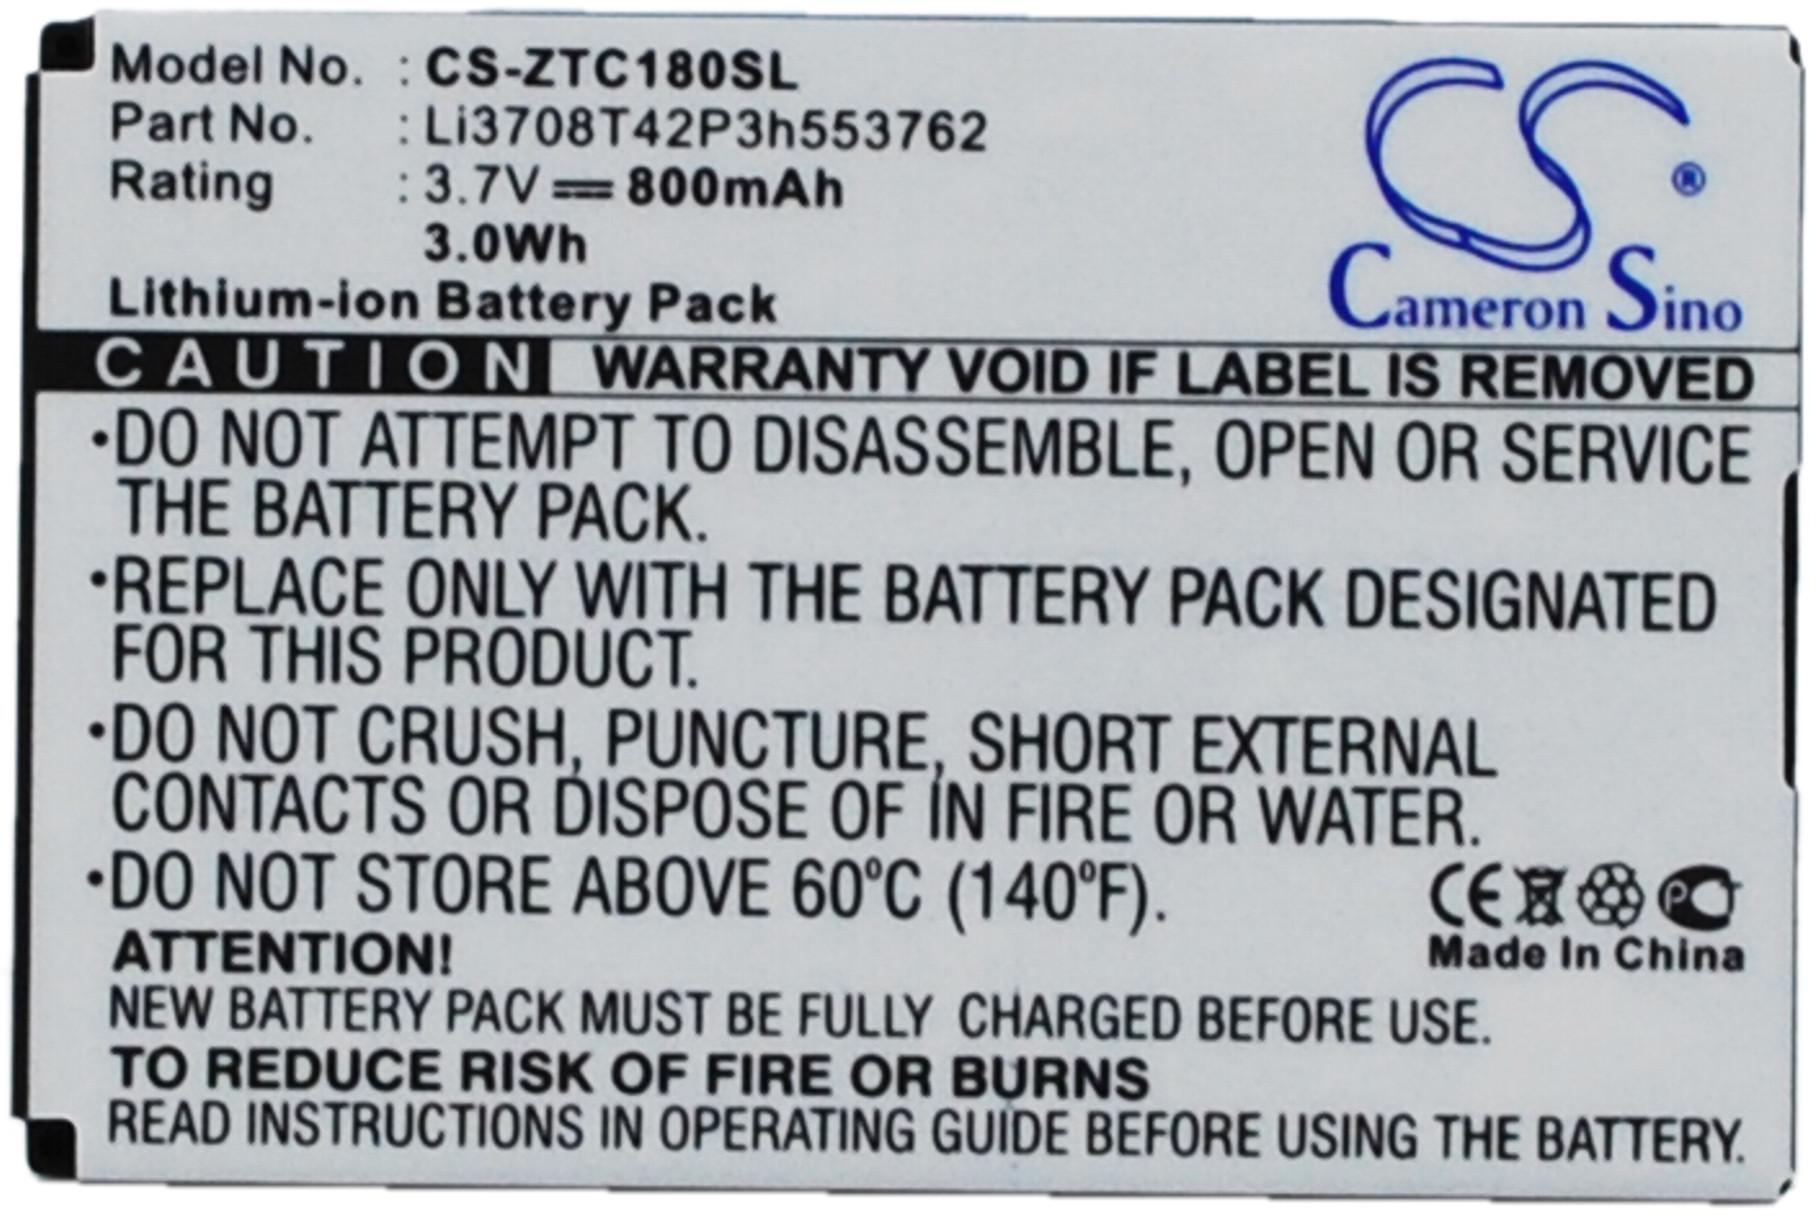 Model No. : CS-ZTC180SL
Part No. : Li3708T42P3h553762
Rating : 3.7V 800mAh
3.0Wh
Lithium-ion Battery Pack
CS ®
Cameron Sino
CAUTION WARRANTY VOID IF LABEL IS REMOVED
•DO NOT ATTEMPT TO DISASSEMBLE, OPEN OR SERVICE
THE BATTERY PACK.
•REPLACE ONLY WITH THE BATTERY PACK DESIGNATED
FOR THIS PRODUCT.
•DO NOT CRUSH, PUNCTURE, SHORT EXTERNAL
CONTACTS OR DISPOSE OF IN FIRE OR WATER.
•DO NOT STORE ABOVE 60ºC (140ºF).
CE PC
Made In China
ATTENTION!
NEW BATTERY PACK MUST BE FULLY CHARGED BEFORE USE.
TO REDUCE RISK OF FIRE OR BURNS
READ INSTRUCTIONS IN OPERATING GUIDE BEFORE USING THE BATTERY.